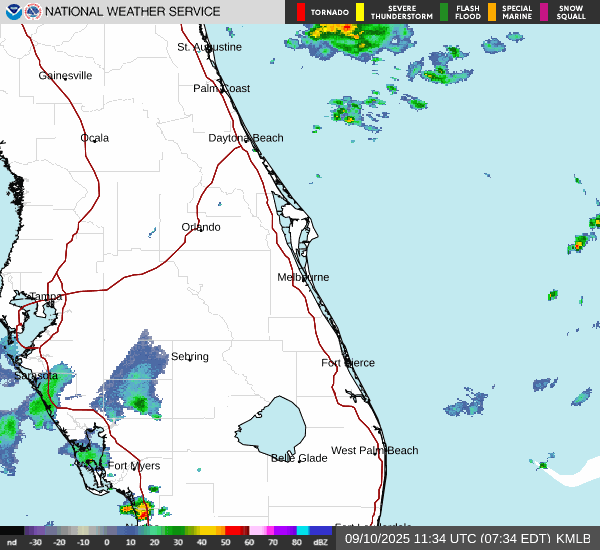 NATIONAL WEATHER SERVICE
TORNADO
SEVERE
THUNDERSTORM
FLASH
FLOOD
SPECIAL
MARINE
SNOW
SQUALL
St. Augustine
Gainesville
Palm Coast
Ocala
Daytona Beach
Orlando
Melbourne
Tampa
Sebring
Fort Pierce
Sarasota
West Palm Beach
Belle Glade
Fort Myers
nd -30 -20 -10 0 10 20 30 40 50 60 70 80 dBZ
09/10/2025 11:34 UTC (07:34 EDT) KMLB